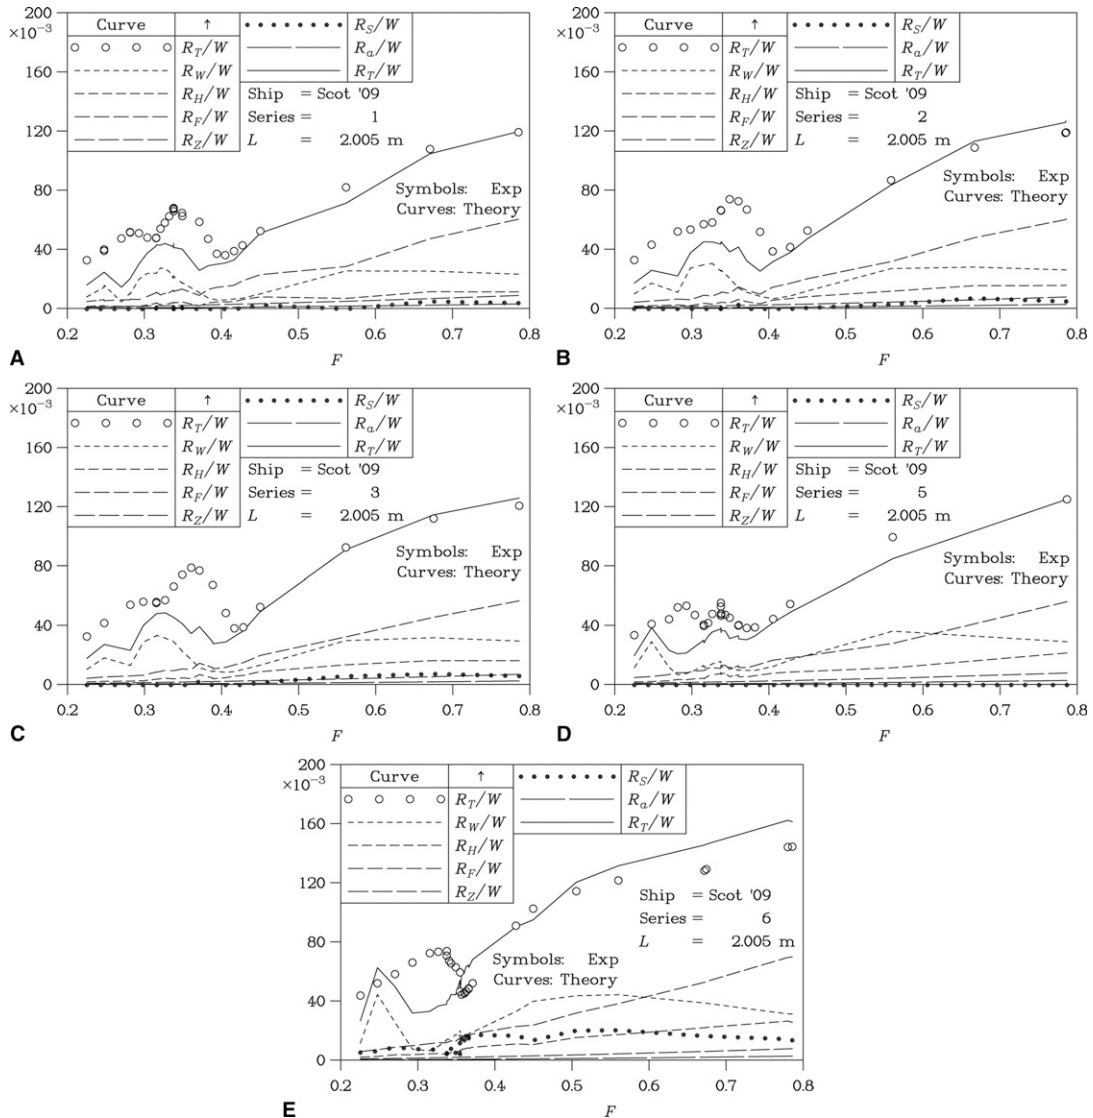 200
×10⁻³
160
120
80
40
0
Curve ↑
R_T/W
R_W/W
R_H/W
R_F/W
R_Z/W
R_S/W
R_a/W
R_T/W
Ship = Scot '09
Series = 1
L = 2.005 m
Symbols: Exp
Curves: Theory
0.2 0.3 0.4 0.5 0.6 0.7 0.8
A
F
200
×10⁻³
160
120
80
40
0
Curve ↑
R_T/W
R_W/W
R_H/W
R_F/W
R_Z/W
R_S/W
R_a/W
R_T/W
Ship = Scot '09
Series = 2
L = 2.005 m
Symbols: Exp
Curves: Theory
0.2 0.3 0.4 0.5 0.6 0.7 0.8
B
F
200
×10⁻³
160
120
80
40
0
Curve ↑
R_T/W
R_W/W
R_H/W
R_F/W
R_Z/W
R_S/W
R_a/W
R_T/W
Ship = Scot '09
Series = 3
L = 2.005 m
Symbols: Exp
Curves: Theory
0.2 0.3 0.4 0.5 0.6 0.7 0.8
C
F
200
×10⁻³
160
120
80
40
0
Curve ↑
R_T/W
R_W/W
R_H/W
R_F/W
R_Z/W
R_S/W
R_a/W
R_T/W
Ship = Scot '09
Series = 5
L = 2.005 m
Symbols: Exp
Curves: Theory
0.2 0.3 0.4 0.5 0.6 0.7 0.8
D
F
200
×10⁻³
160
120
80
40
0
Curve ↑
R_T/W
R_W/W
R_H/W
R_F/W
R_Z/W
R_S/W
R_a/W
R_T/W
Ship = Scot '09
Series = 6
L = 2.005 m
Symbols: Exp
Curves: Theory
0.2 0.3 0.4 0.5 0.6 0.7 0.8
E
F